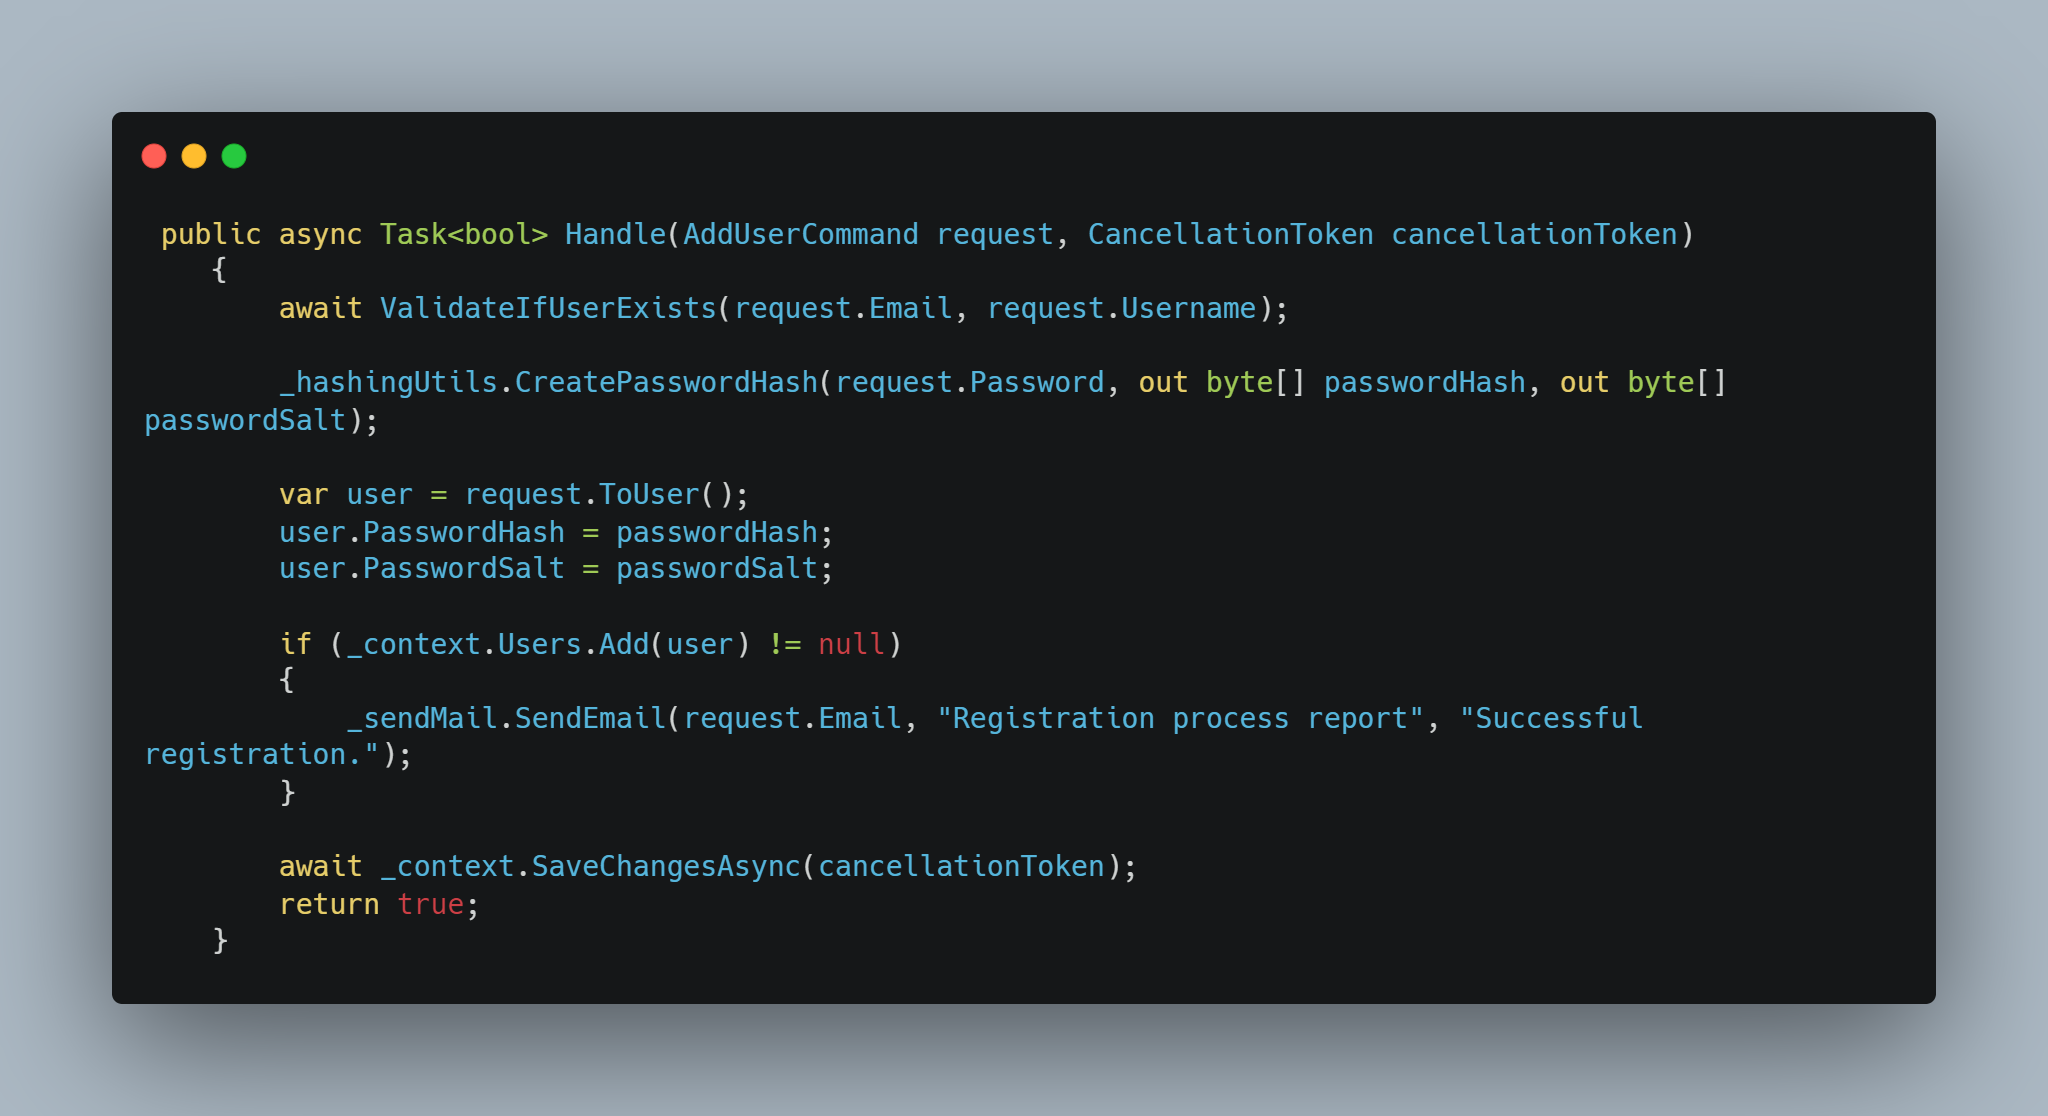 public async Task<bool> Handle(AddUserCommand request, CancellationToken cancellationToken)
{
await ValidateIfUserExists(request.Email, request.Username);
_hashingUtils.CreatePasswordHash(request.Password, out byte[] passwordHash, out byte[]
passwordSalt);
var user = request.ToUser();
user.PasswordHash = passwordHash;
user.PasswordSalt = passwordSalt;
if (_context.Users.Add(user) != null)
{
_sendMail.SendEmail(request.Email, "Registration process report", "Successful
registration.");
}
await _context.SaveChangesAsync(cancellationToken);
return true;
}